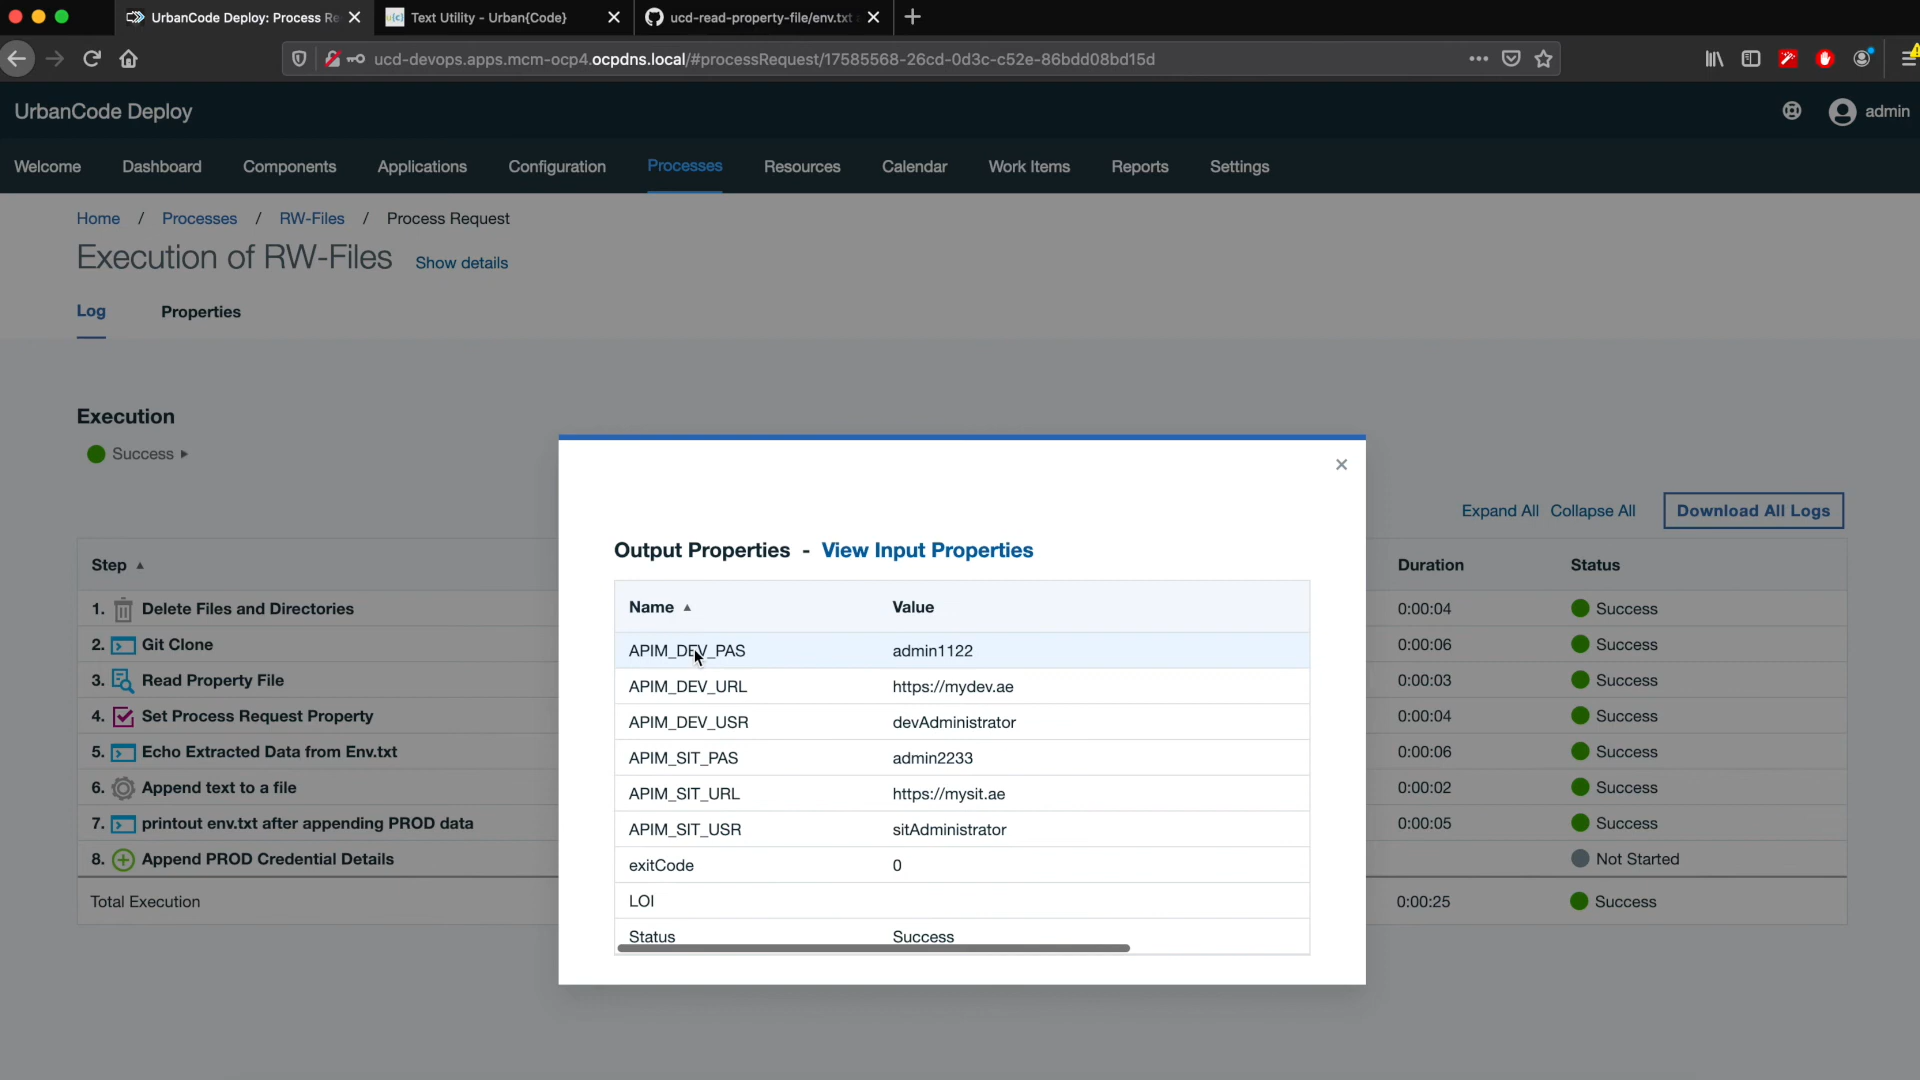 UrbanCode Deploy: Process Re
Text Utility - Urban{Code}
ucd-read-property-file/env.txt
ucd-devops.apps.mcm-ocp4.ocpdns.local/#processRequest/17585568-26cd-0d3c-c52e-86bdd08bd15d
UrbanCode Deploy
admin
Welcome Dashboard Components Applications Configuration Processes Resources Calendar Work Items Reports Settings
Home / Processes / RW-Files / Process Request
Execution of RW-Files Show details
Log Properties
Execution
Success
Expand All Collapse All Download All Logs
Step Duration Status
1. Delete Files and Directories 0:00:04 Success
2. Git Clone 0:00:06 Success
3. Read Property File 0:00:03 Success
4. Set Process Request Property 0:00:04 Success
5. Echo Extracted Data from Env.txt 0:00:06 Success
6. Append text to a file 0:00:02 Success
7. printout env.txt after appending PROD data 0:00:05 Success
8. Append PROD Credential Details Not Started
Total Execution 0:00:25 Success
Output Properties - View Input Properties
Name Value
APIM_DEV_PAS admin1122
APIM_DEV_URL https://mydev.ae
APIM_DEV_USR devAdministrator
APIM_SIT_PAS admin2233
APIM_SIT_URL https://mysit.ae
APIM_SIT_USR sitAdministrator
exitCode 0
LOI
Status Success